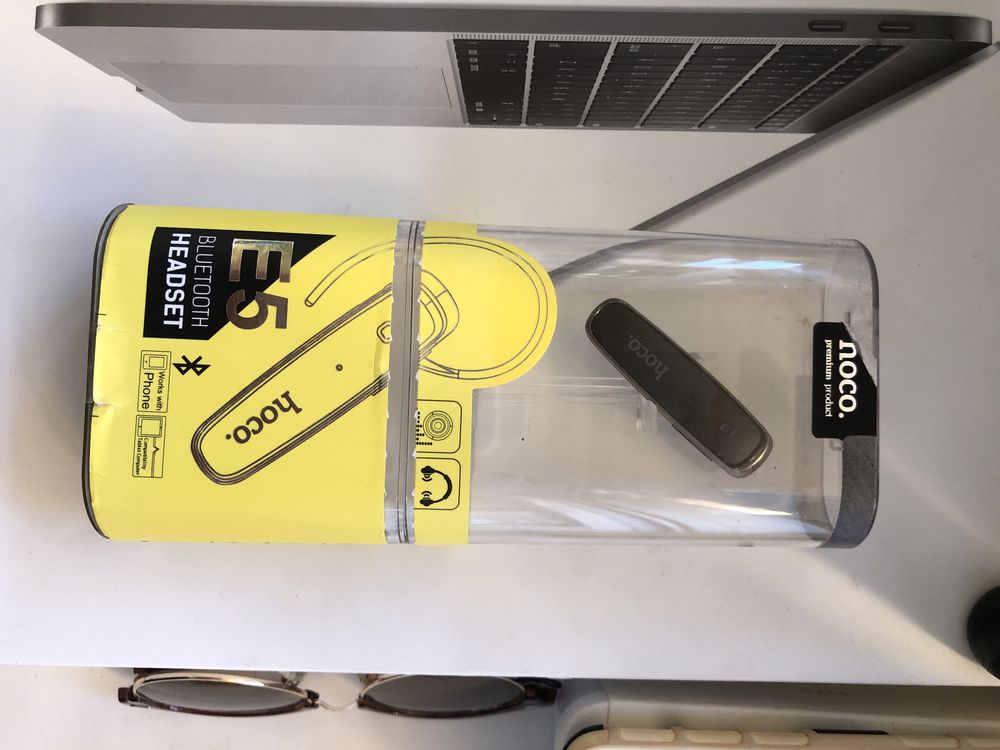 hoco.
premium product
hoco.
E5
BLUETOOTH
HEADSET
hoco.
Works with
Phone
Compatibility
Tablet Computer